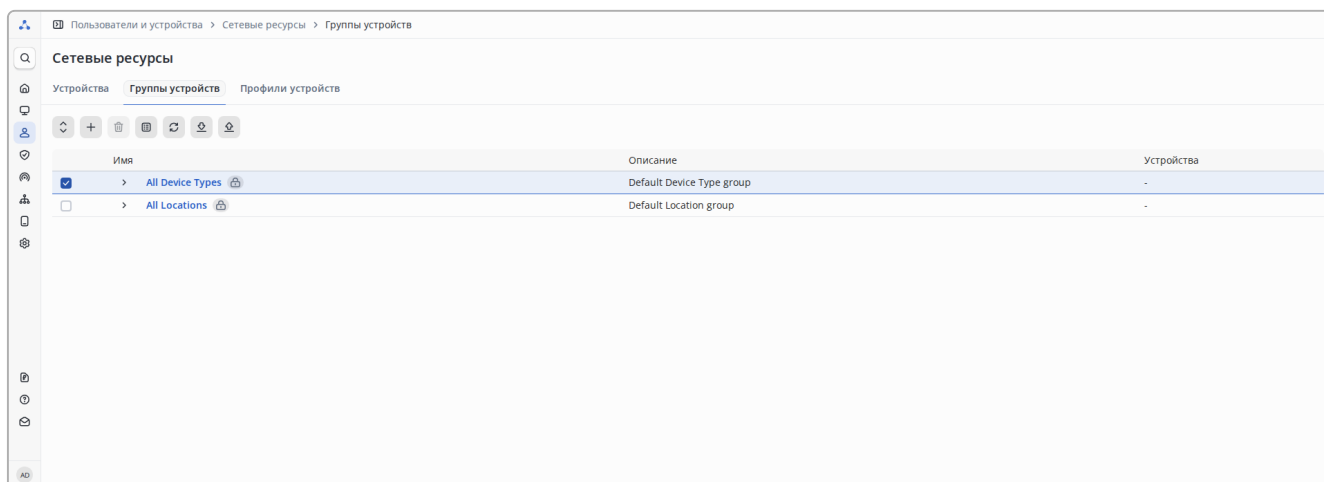 Пользователи и устройства > Сетевые ресурсы > Группы устройств
Сетевые ресурсы
Устройства Группы устройств Профили устройств
Имя Описание Устройства
All Device Types Default Device Type group -
All Locations Default Location group -
AD